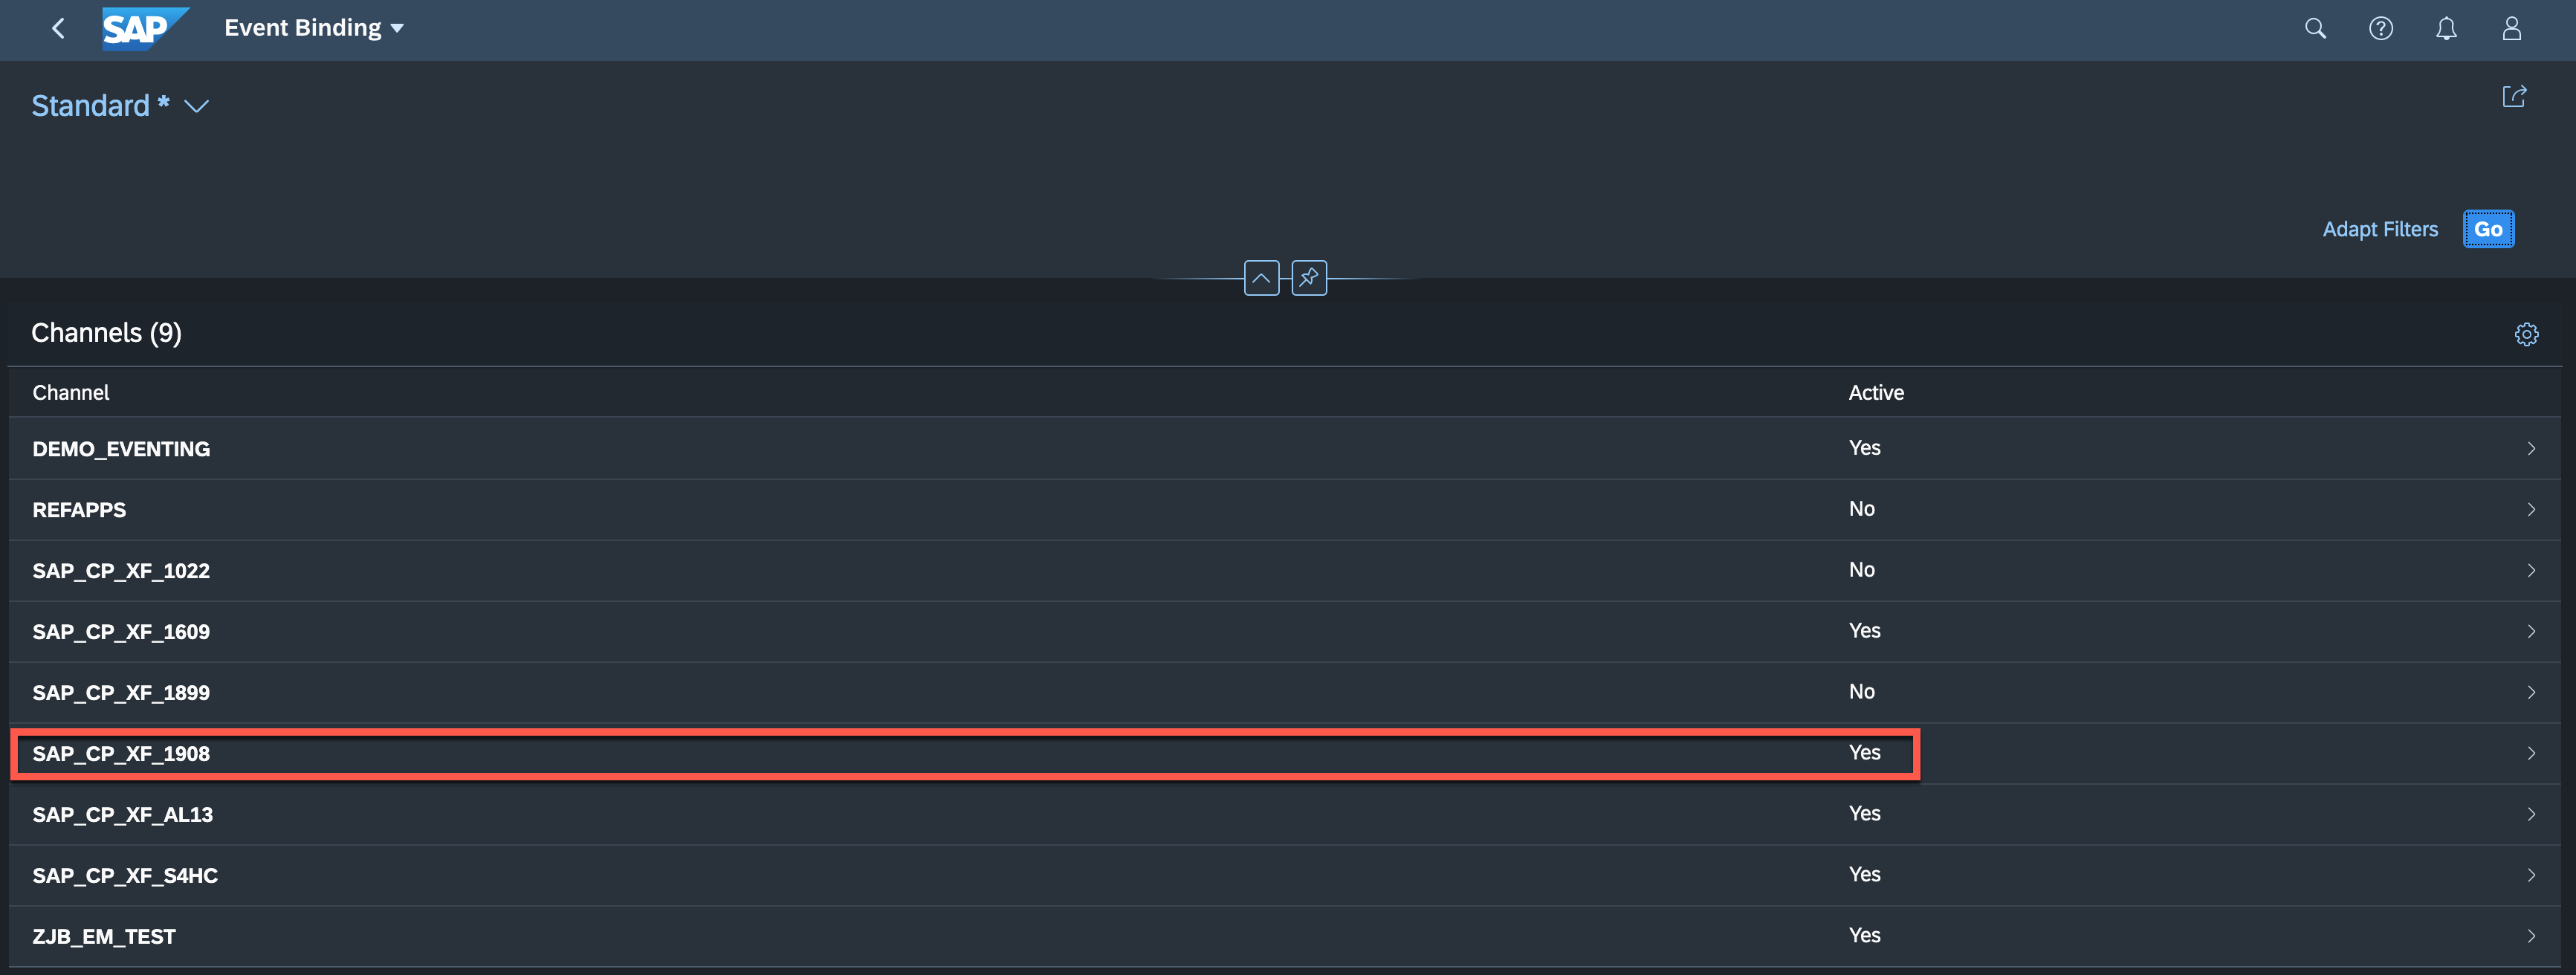 SAP Event Binding
Standard *
Adapt Filters Go
Channels (9)
Channel Active
DEMO_EVENTING Yes
REFAPPS No
SAP_CP_XF_1022 No
SAP_CP_XF_1609 Yes
SAP_CP_XF_1899 No
SAP_CP_XF_1908 Yes
SAP_CP_XF_AL13 Yes
SAP_CP_XF_S4HC Yes
ZJB_EM_TEST Yes